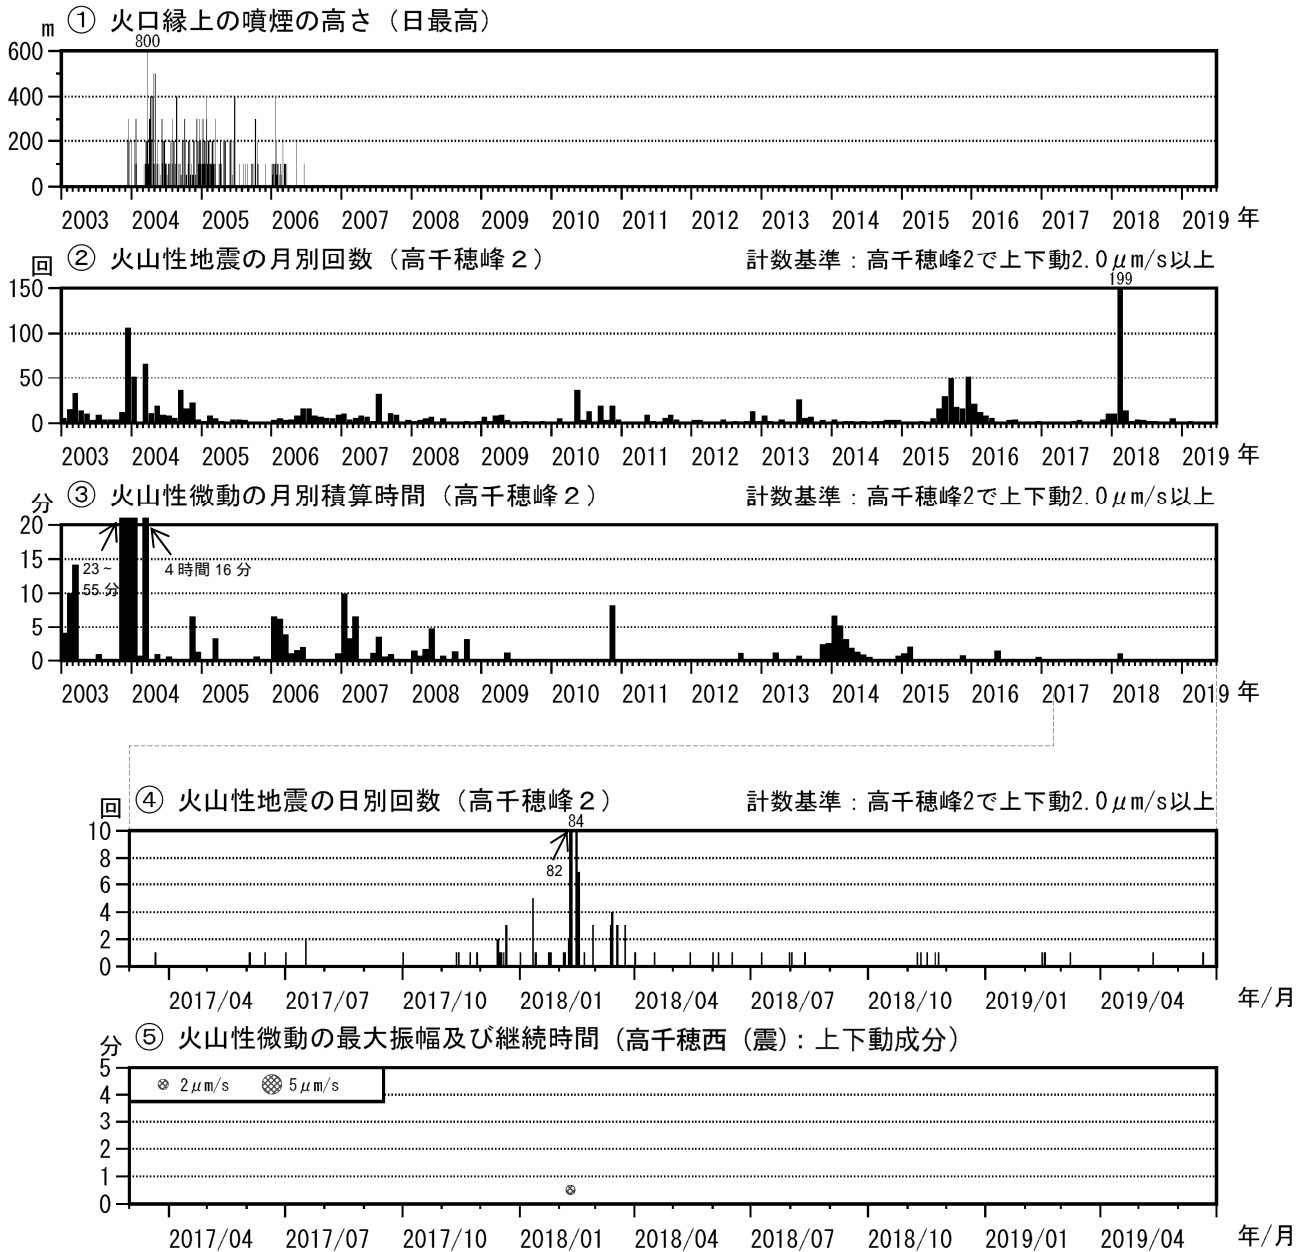 m ① 火口縁上の噴煙の高さ（日最高）
800
600
400
200
0
2003 2004 2005 2006 2007 2008 2009 2010 2011 2012 2013 2014 2015 2016 2017 2018 2019 年
回 ② 火山性地震の月別回数（高千穂峰２） 計数基準：高千穂峰2で上下動2.0μm/s以上
199
150
100
50
0
2003 2004 2005 2006 2007 2008 2009 2010 2011 2012 2013 2014 2015 2016 2017 2018 2019 年
分 ③ 火山性微動の月別積算時間（高千穂峰２） 計数基準：高千穂峰2で上下動2.0μm/s以上
20
15
23~
55分
4時間16分
10
5
0
2003 2004 2005 2006 2007 2008 2009 2010 2011 2012 2013 2014 2015 2016 2017 2018 2019 年
回 ④ 火山性地震の日別回数（高千穂峰２） 計数基準：高千穂峰2で上下動2.0μm/s以上
84
10
82
8
6
4
2
0
2017/04 2017/07 2017/10 2018/01 2018/04 2018/07 2018/10 2019/01 2019/04 年/月
分 ⑤ 火山性微動の最大振幅及び継続時間（高千穂西（震）：上下動成分）
5
2μm/s 5μm/s
4
3
2
1
0
2017/04 2017/07 2017/10 2018/01 2018/04 2018/07 2018/10 2019/01 2019/04 年/月